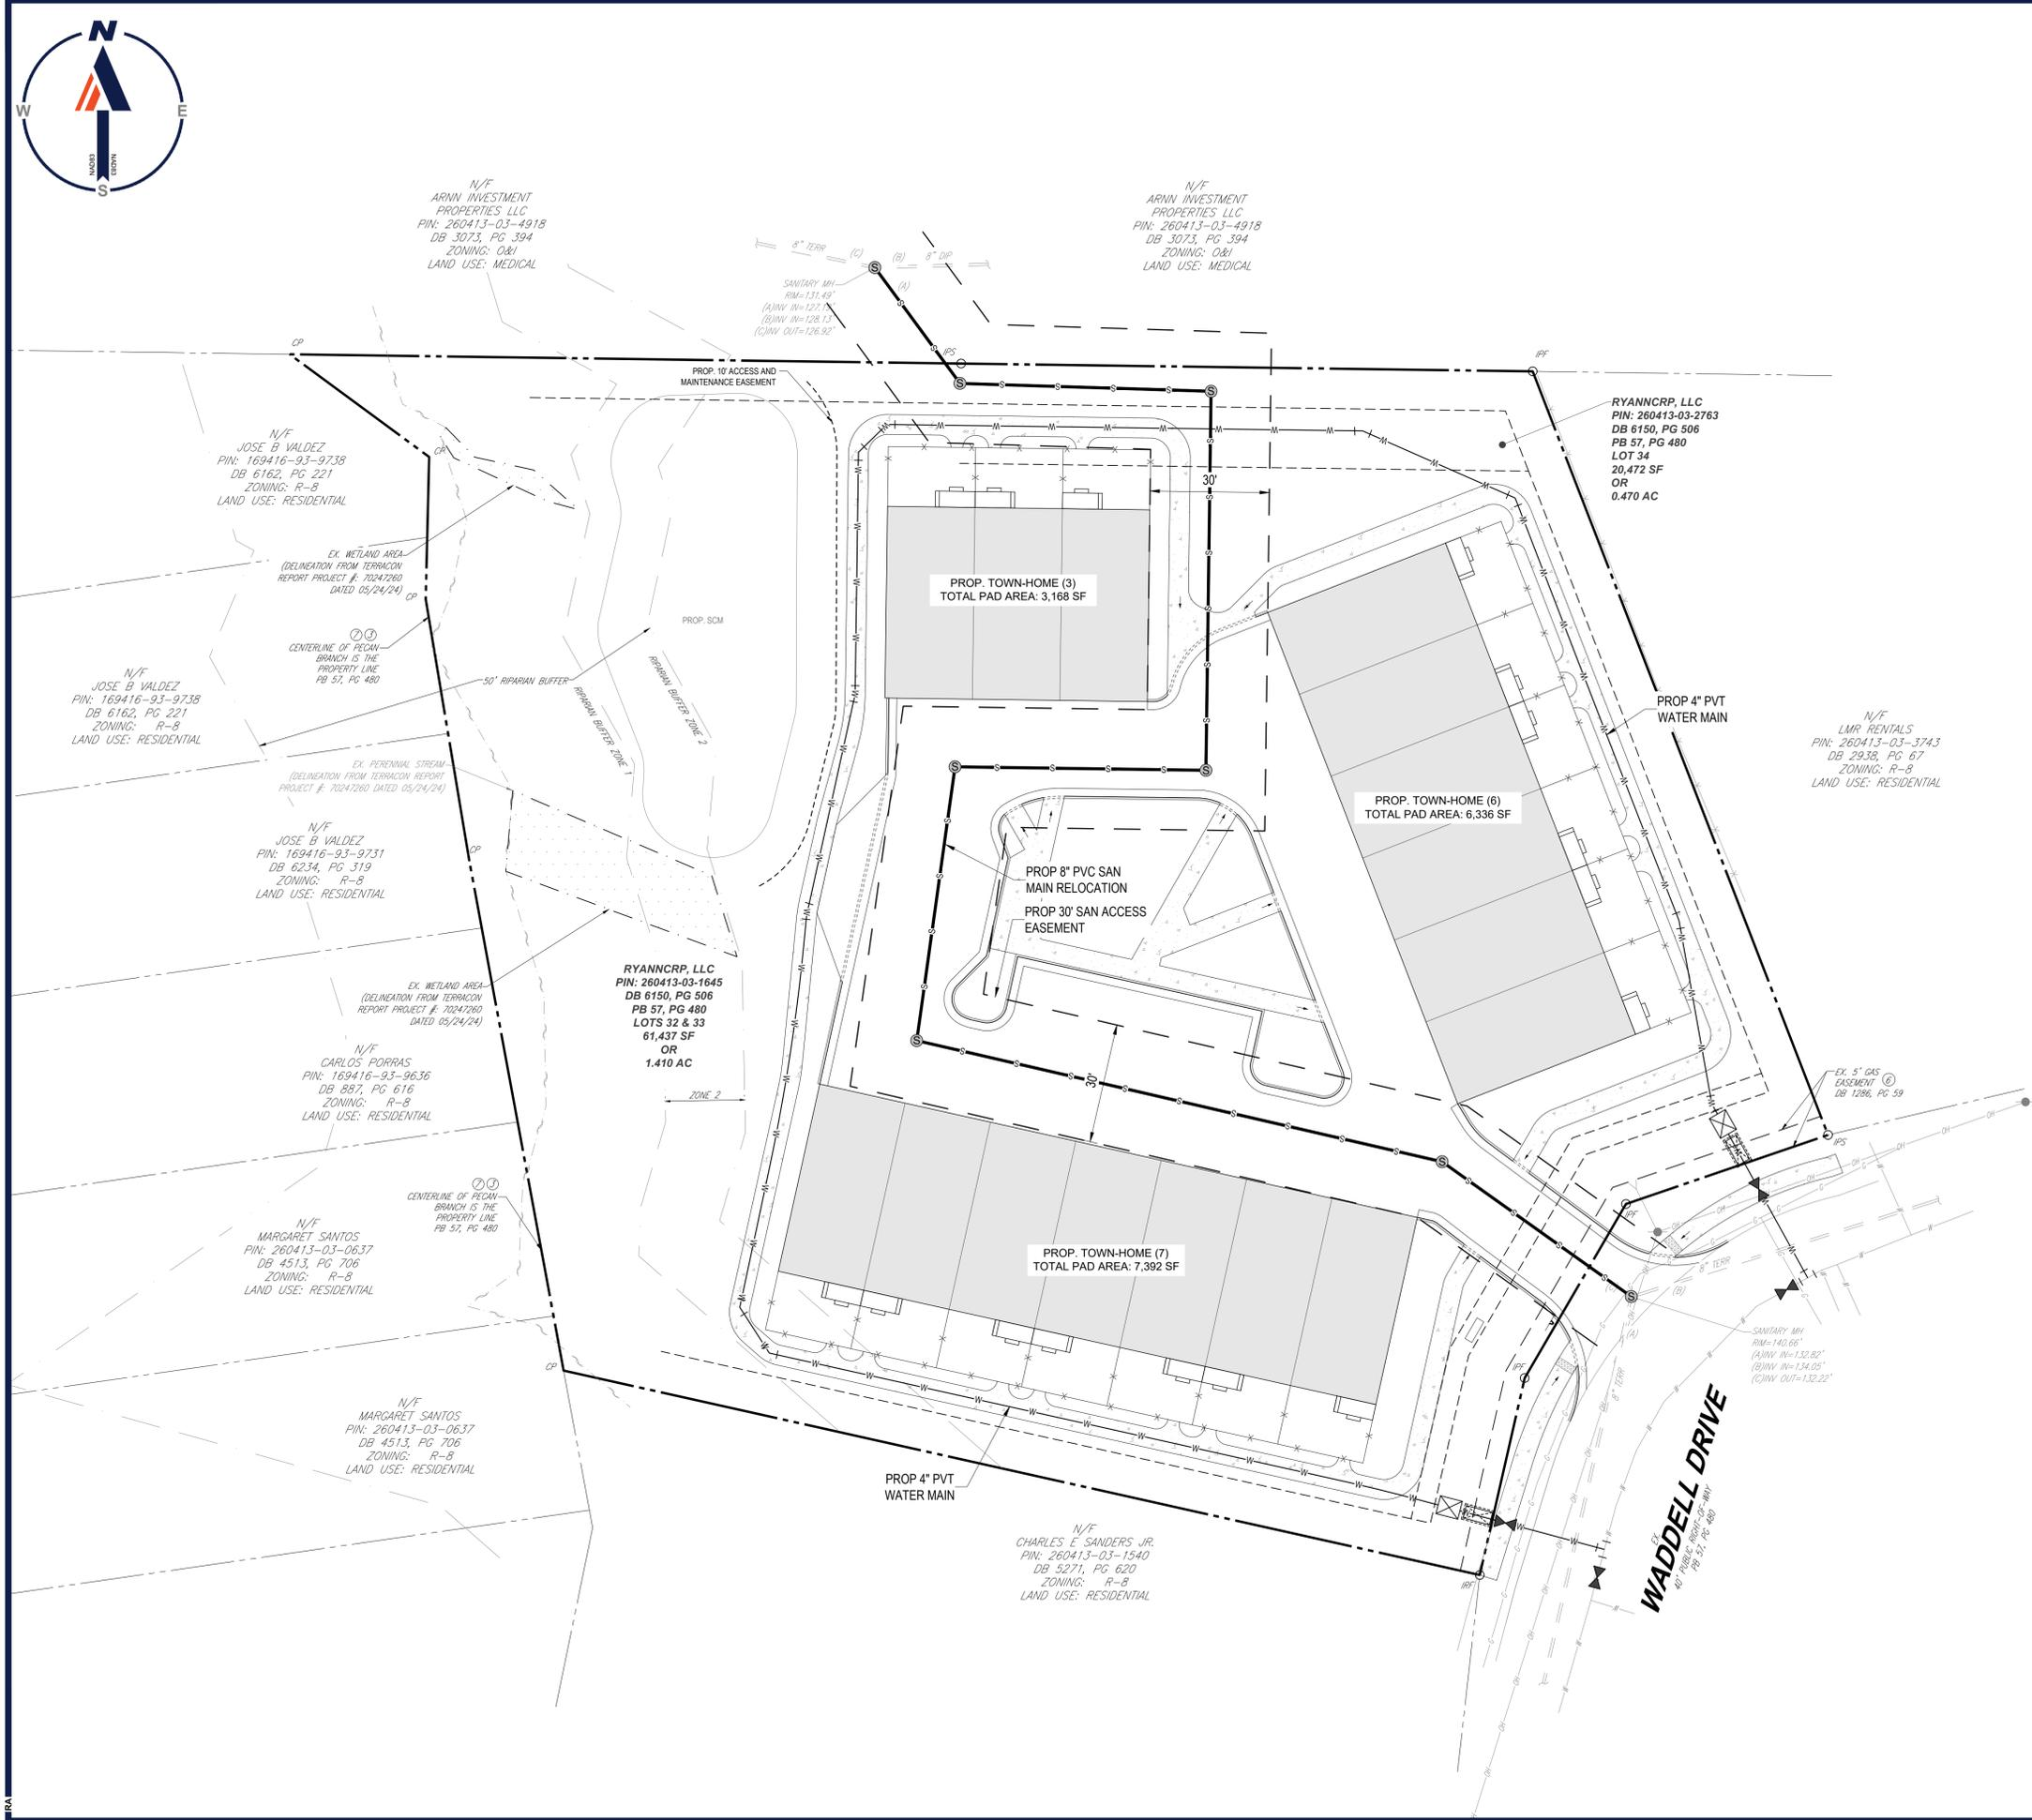 N
W
E
S
NAD83
NAD83
N/F
ARNN INVESTMENT
PROPERTIES LLC
PIN: 260413-03-4918
DB 3073, PG 394
ZONING: O&I
LAND USE: MEDICAL
N/F
ARNN INVESTMENT
PROPERTIES LLC
PIN: 260413-03-4918
DB 3073, PG 394
ZONING: O&I
LAND USE: MEDICAL
8" TERR
(C)
(B)
8" DIP
(A)
SANITARY MH
RIM=131.49'
(B)INV IN=128.13'
(C)INV OUT=126.92'
CP
IPS
IPF
PROP. 10' ACCESS AND
MAINTENANCE EASEMENT
RYANNCRP, LLC
PIN: 260413-03-2763
DB 6150, PG 506
PB 57, PG 480
LOT 34
20,472 SF
OR
0.470 AC
N/F
JOSE B VALDEZ
PIN: 169416-93-9738
DB 6162, PG 221
ZONING: R-8
LAND USE: RESIDENTIAL
CP
30'
EX. WETLAND AREA
(DELINEATION FROM TERRACON
REPORT PROJECT #: 70247260
DATED 05/24/24)
CP
PROP. TOWN-HOME (3)
TOTAL PAD AREA: 3,168 SF
PROP. SCM
7 3
CENTERLINE OF PECAN
BRANCH IS THE
PROPERTY LINE
PB 57, PG 480
50' RIPARIAN BUFFER
RIPARIAN BUFFER ZONE 1
RIPARIAN BUFFER ZONE 2
N/F
JOSE B VALDEZ
PIN: 169416-93-9738
DB 6162, PG 221
ZONING: R-8
LAND USE: RESIDENTIAL
PROP 4" PVT
WATER MAIN
N/F
LMR RENTALS
PIN: 260413-03-3743
DB 2938, PG 67
ZONING: R-8
LAND USE: RESIDENTIAL
EX. PERENNIAL STREAM
(DELINEATION FROM TERRACON REPORT
PROJECT #: 70247260 DATED 05/24/24)
PROP. TOWN-HOME (6)
TOTAL PAD AREA: 6,336 SF
N/F
JOSE B VALDEZ
PIN: 169416-93-9731
DB 6234, PG 319
ZONING: R-8
LAND USE: RESIDENTIAL
CP
PROP 8" PVC SAN
MAIN RELOCATION
PROP 30' SAN ACCESS
EASEMENT
EX. WETLAND AREA
(DELINEATION FROM TERRACON
REPORT PROJECT #: 70247260
DATED 05/24/24)
RYANNCRP, LLC
PIN: 260413-03-1645
DB 6150, PG 506
PB 57, PG 480
LOTS 32 & 33
61,437 SF
OR
1.410 AC
N/F
CARLOS PORRAS
PIN: 169416-93-9636
DB 887, PG 616
ZONING: R-8
LAND USE: RESIDENTIAL
ZONE 2
30'
EX. 5' GAS
EASEMENT 6
DB 1286, PG 59
IPS
7 3
CENTERLINE OF PECAN
BRANCH IS THE
PROPERTY LINE
PB 57, PG 480
N/F
MARGARET SANTOS
PIN: 260413-03-0637
DB 4513, PG 706
ZONING: R-8
LAND USE: RESIDENTIAL
IPF
PROP. TOWN-HOME (7)
TOTAL PAD AREA: 7,392 SF
8" TERR
(B)
(A)
8" TERR
SANITARY MH
RIM=140.66'
(A)INV IN=132.82'
(B)INV IN=134.05'
(C)INV OUT=132.22'
CP
IPF
N/F
MARGARET SANTOS
PIN: 260413-03-0637
DB 4513, PG 706
ZONING: R-8
LAND USE: RESIDENTIAL
PROP 4" PVT
WATER MAIN
N/F
CHARLES E SANDERS JR.
PIN: 260413-03-1540
DB 5271, PG 620
ZONING: R-8
LAND USE: RESIDENTIAL
IRF
WADDELL DRIVE
EX.
40' PUBLIC RIGHT-OF-WAY
PB 57, PG 480
RA